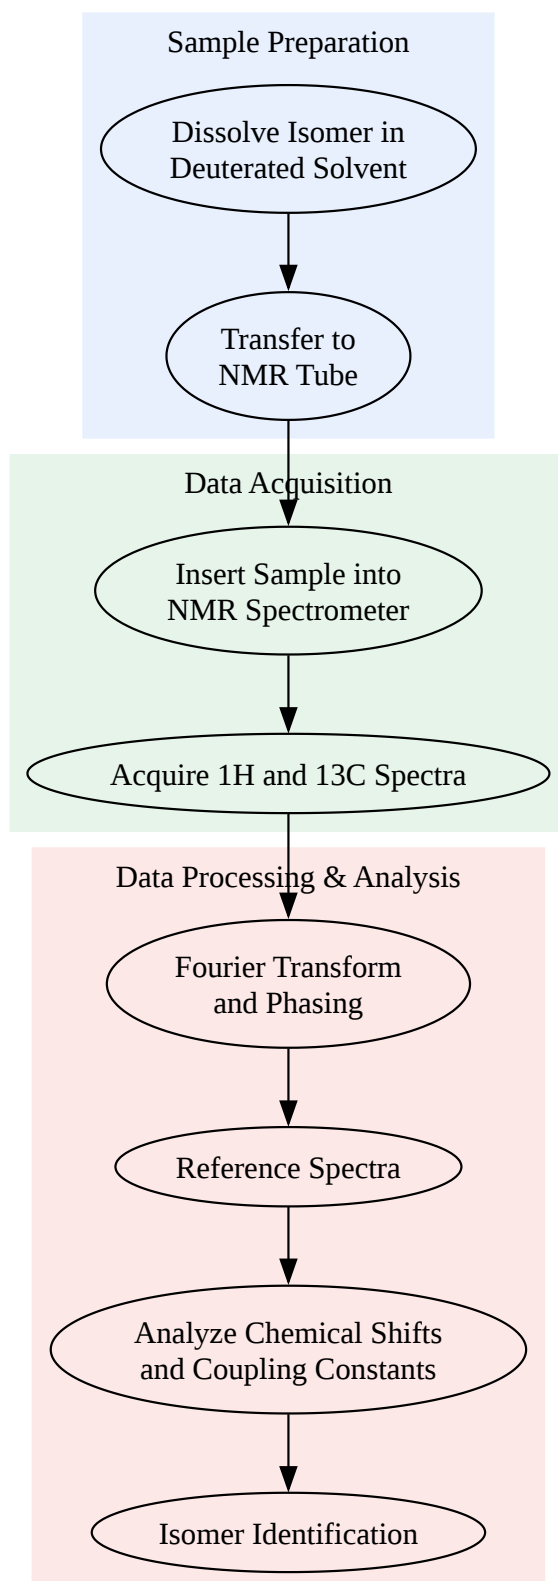 Sample Preparation
Dissolve Isomer in
Deuterated Solvent
Transfer to
NMR Tube
Data Acquisition
Insert Sample into
NMR Spectrometer
Acquire 1H and 13C Spectra
Data Processing & Analysis
Fourier Transform
and Phasing
Reference Spectra
Analyze Chemical Shifts
and Coupling Constants
Isomer Identification